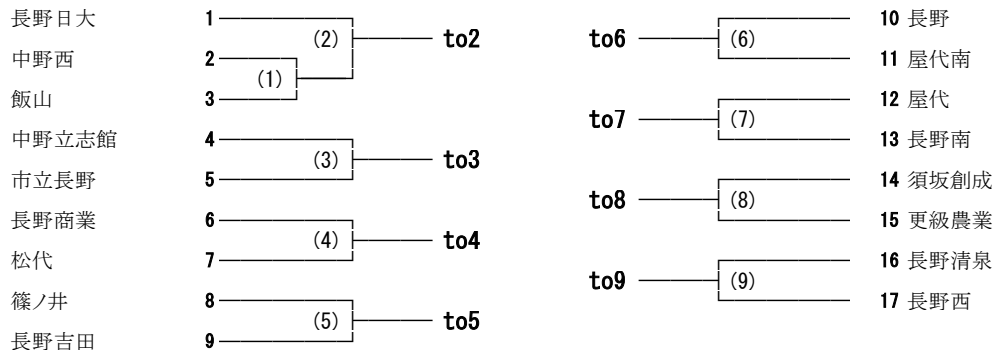 長野日大 1
(2) to2
中野西 2
(1)
飯山 3
中野立志館 4
(3) to3
市立長野 5
長野商業 6
(4) to4
松代 7
篠ノ井 8
(5) to5
長野吉田 9
10 長野
to6 (6)
11 屋代南
12 屋代
to7 (7)
13 長野南
14 須坂創成
to8 (8)
15 更級農業
16 長野清泉
to9 (9)
17 長野西